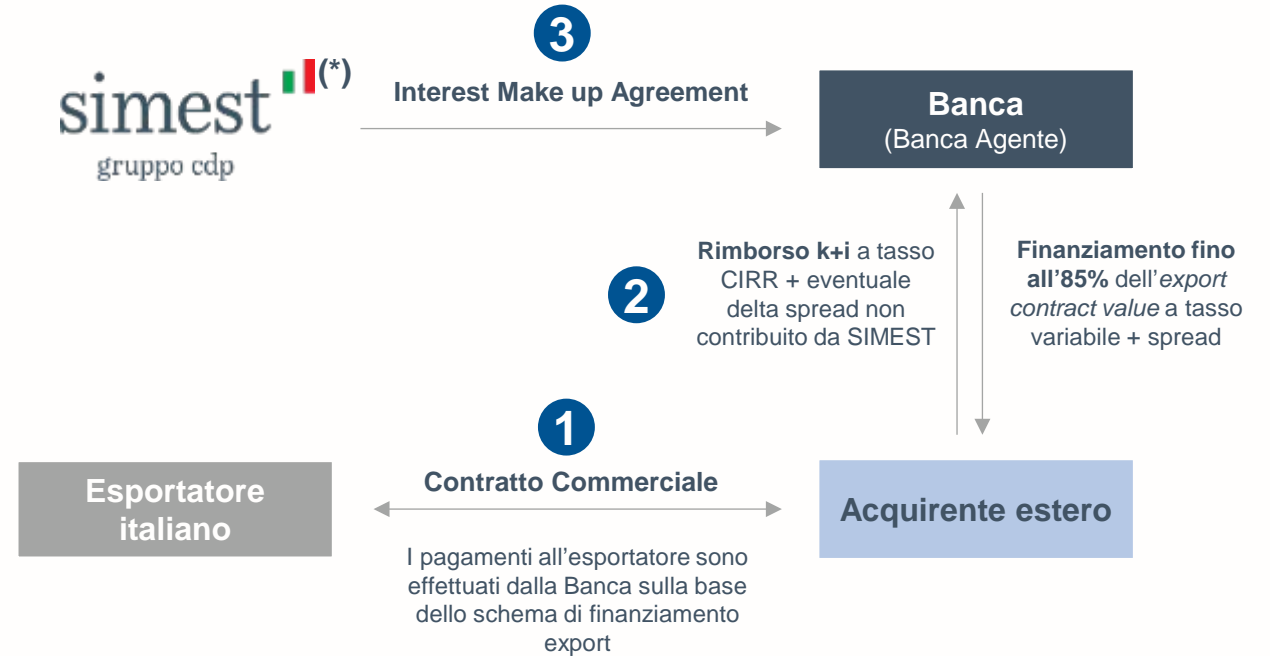 3
simest (*)
gruppo cdp
Interest Make up Agreement
Banca
(Banca Agente)
2
Rimborso k+i a tasso
CIRR + eventuale
delta spread non
contribuito da SIMEST
Finanziamento fino
all'85% dell'export
contract value a tasso
variabile + spread
1
Contratto Commerciale
Esportatore
italiano
Acquirente estero
I pagamenti all'esportatore sono
effettuati dalla Banca sulla base
dello schema di finanziamento
export